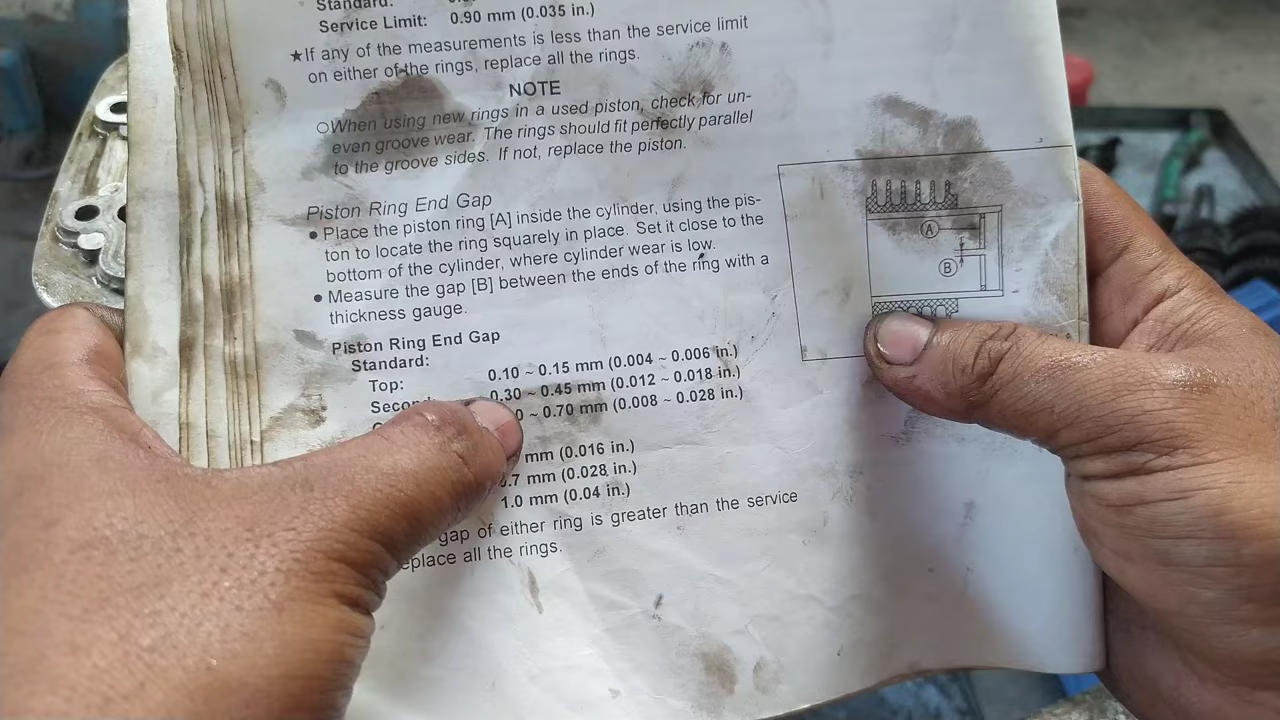 Standard:
Service Limit: 0.90 mm (0.035 in.)
★If any of the measurements is less than the service limit
on either of the rings, replace all the rings.
NOTE
○When using new rings in a used piston, check for un-
even groove wear. The rings should fit perfectly parallel
to the groove sides. If not, replace the piston.
Piston Ring End Gap
● Place the piston ring [A] inside the cylinder, using the pis-
ton to locate the ring squarely in place. Set it close to the
bottom of the cylinder, where cylinder wear is low.
● Measure the gap [B] between the ends of the ring with a
thickness gauge.
A
B
Piston Ring End Gap
Standard:
Top: 0.10 ~ 0.15 mm (0.004 ~ 0.006 in.)
0.30 ~ 0.45 mm (0.012 ~ 0.018 in.)
~ 0.70 mm (0.008 ~ 0.028 in.)
mm (0.016 in.)
.7 mm (0.028 in.)
1.0 mm (0.04 in.)
gap of either ring is greater than the service
all the rings.